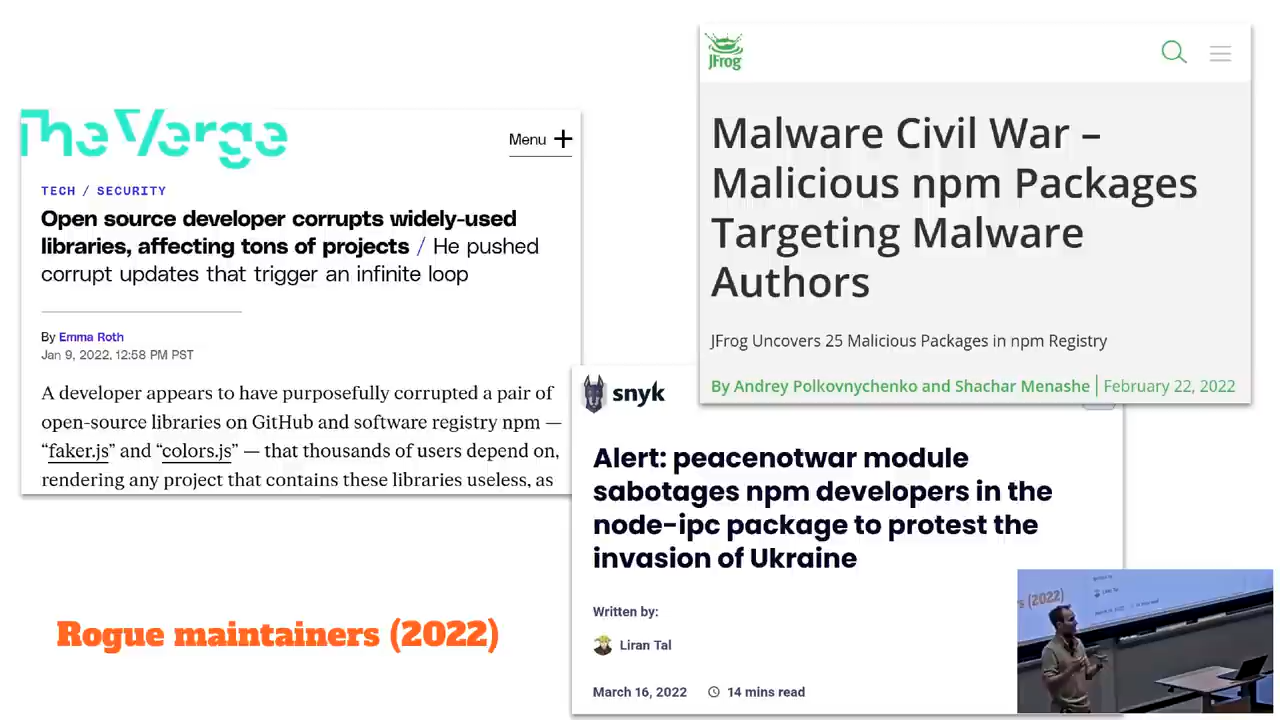 The Verge
Menu +
TECH / SECURITY
Open source developer corrupts widely-used
libraries, affecting tons of projects / He pushed
corrupt updates that trigger an infinite loop
By Emma Roth
Jan 9, 2022, 12:58 PM PST
A developer appears to have purposefully corrupted a pair of
open-source libraries on GitHub and software registry npm —
“faker.js” and “colors.js” — that thousands of users depend on,
rendering any project that contains these libraries useless, as
JFrog
Malware Civil War –
Malicious npm Packages
Targeting Malware
Authors
JFrog Uncovers 25 Malicious Packages in npm Registry
By Andrey Polkovnychenko and Shachar Menashe | February 22, 2022
snyk
Alert: peacenotwar module
sabotages npm developers in the
node-ipc package to protest the
invasion of Ukraine
Written by:
Liran Tal
March 16, 2022 14 mins read
Rogue maintainers (2022)
rs (2022)
Liran Tal